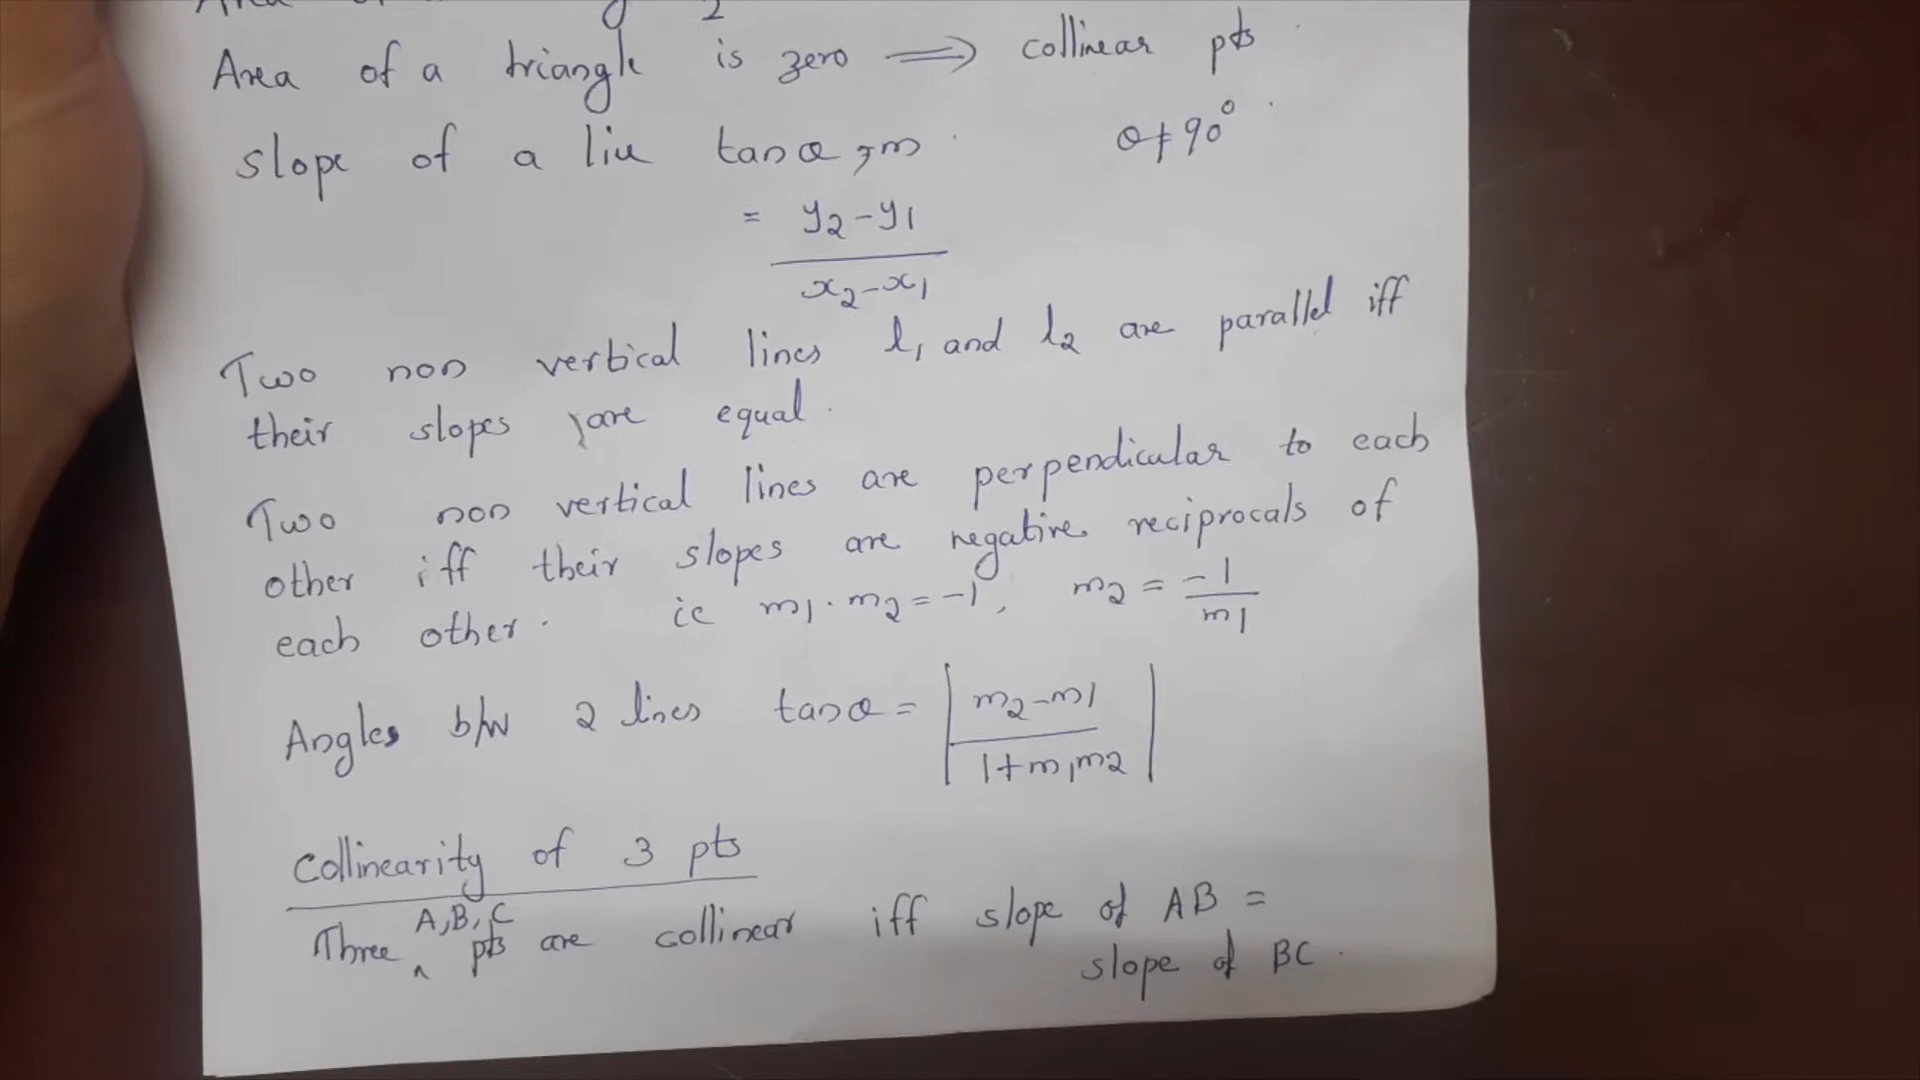 Area of a triangle is zero ⟹ collinear pts
slope of a line tanθ = m θ ≠ 90°
= y2-y1 / x2-x1
Two non vertical lines l1 and l2 are parallel iff
their slopes are equal.
Two non vertical lines are perpendicular to each
other iff their slopes are negative reciprocals of
each other. ie m1 . m2 = -1, m2 = -1/m1
Angles b/w 2 lines tanθ = | m2-m1 / 1+m1m2 |
Collinearity of 3 pts
Three A,B,C pts are collinear iff slope of AB =
slope of BC.